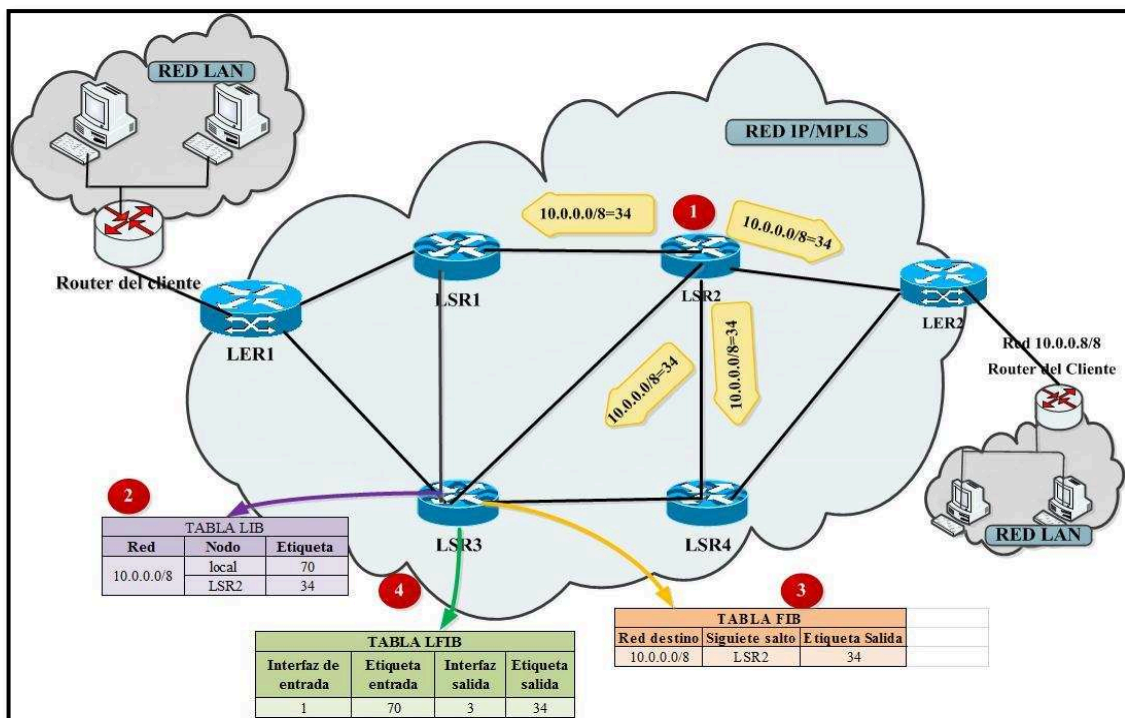 RED LAN
RED IP/MPLS
10.0.0.0/8=34
1
10.0.0.0/8=34
Router del cliente
LSR1
LSR2
LER2
LER1
Red 10.0.0.8/8
Router del Cliente
10.0.0.0/8=34
10.0.0.0/8=34
2
LSR3
LSR4
RED LAN
TABLA LIB
Red Nodo Etiqueta
10.0.0.0/8 local 70
LSR2 34
4
3
TABLA FIB
Red destino Siguiete salto Etiqueta Salida
10.0.0.0/8 LSR2 34
TABLA LFIB
Interfaz de entrada Etiqueta entrada Interfaz salida Etiqueta salida
1 70 3 34